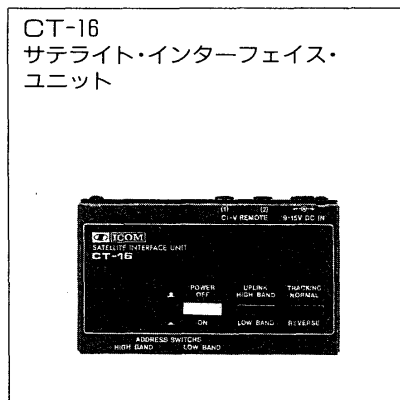 CT-16
サテライト・インターフェイス・
ユニット
(1) (2)
CI-V REMOTE 9-15V DC IN
ICOM
SATELLITE INTERFACE UNIT
CT-16
POWER UPLINK TRACKING
OFF HIGH BAND NORMAL
ON LOW BAND REVERSE
ADDRESS SWITCHS
HIGH BAND LOW BAND